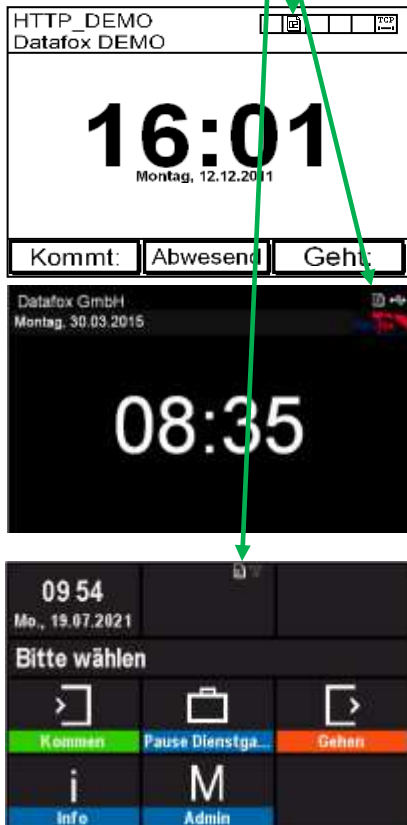 HTTP_DEMO
Datafox DEMO
TCP
16:01
Montag, 12.12.2011
Kommt: Abwesend Geht:
Datafox GmbH
Montag, 30.03.2015
08:35
09 54
Mo., 19.07.2021
Bitte wählen
Kommen Pause Dienstga... Gehen
i M
Info Admin